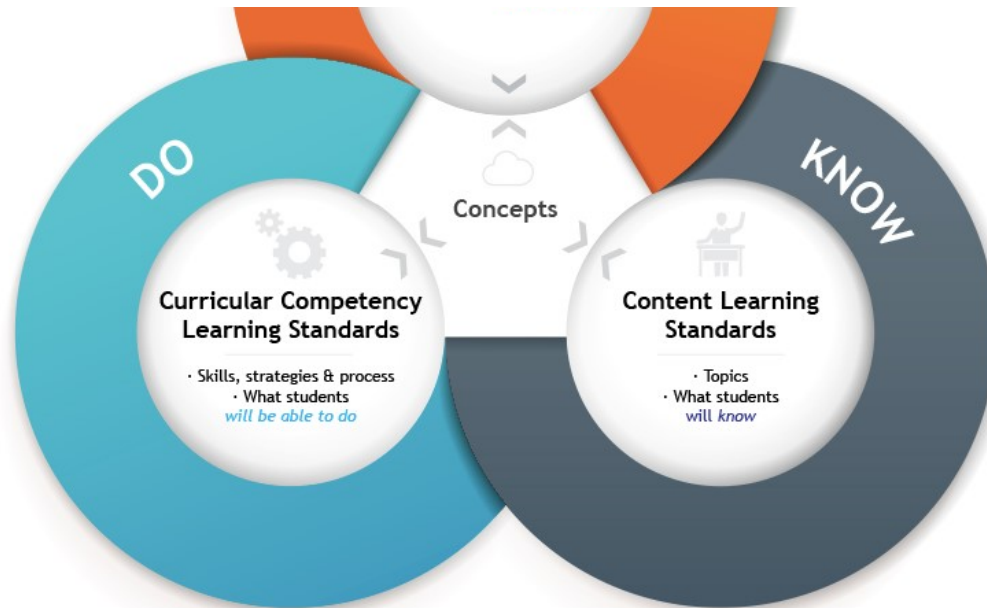 DO
KNOW
Concepts
Curricular Competency
Learning Standards
· Skills, strategies & process
· What students
will be able to do
Content Learning
Standards
· Topics
· What students
will know